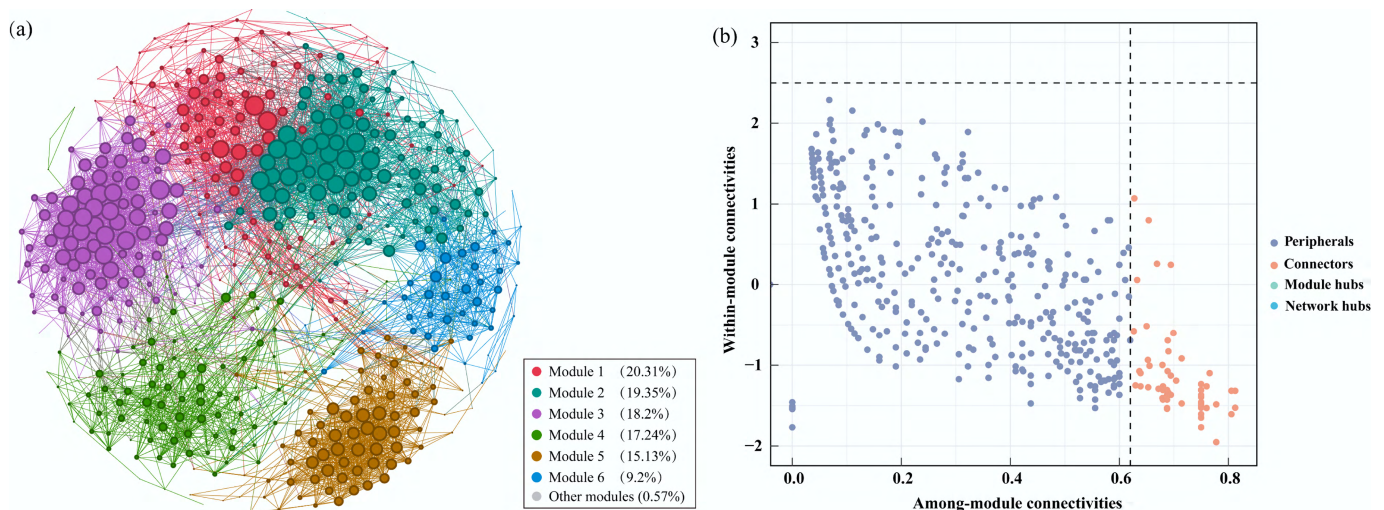 (a)
Module 1 (20.31%)
Module 2 (19.35%)
Module 3 (18.2%)
Module 4 (17.24%)
Module 5 (15.13%)
Module 6 (9.2%)
Other modules (0.57%)
(b)
Within-module connectivities
3
2
1
0
−1
−2
0.0 0.2 0.4 0.6 0.8
Among-module connectivities
Peripherals
Connectors
Module hubs
Network hubs